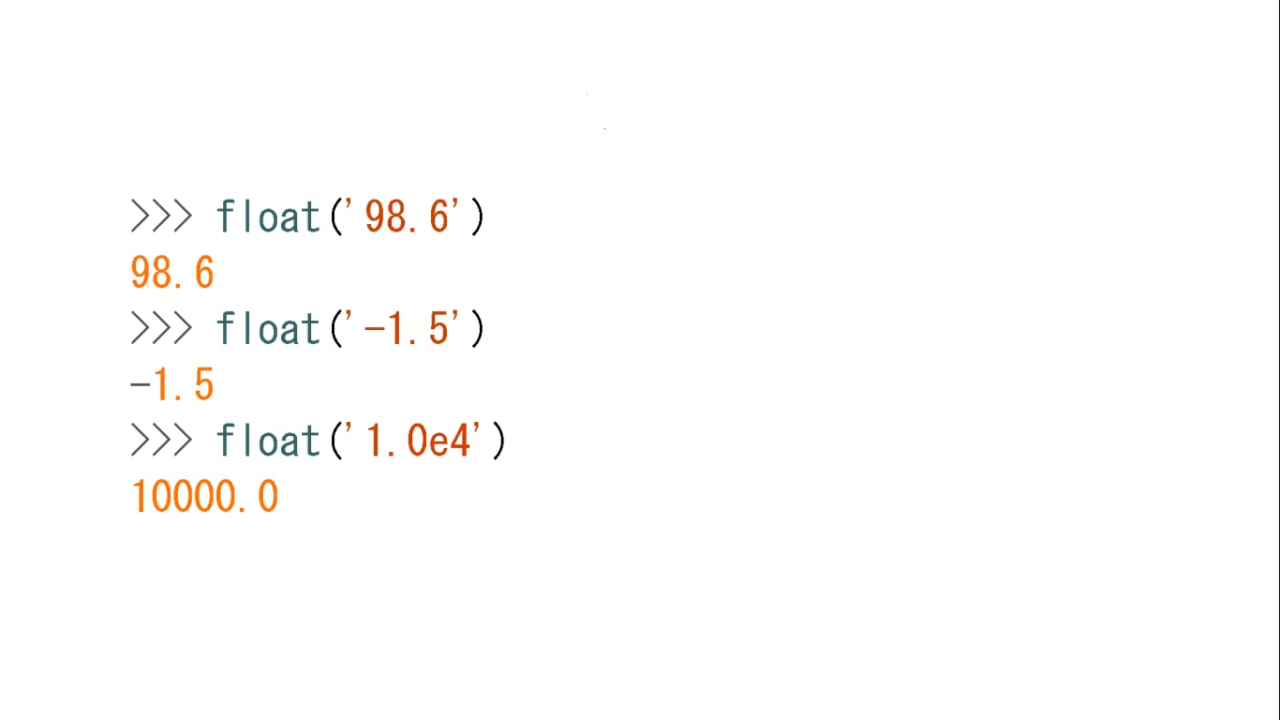 >>> float('98.6')
98.6
>>> float('-1.5')
-1.5
>>> float('1.0e4')
10000.0